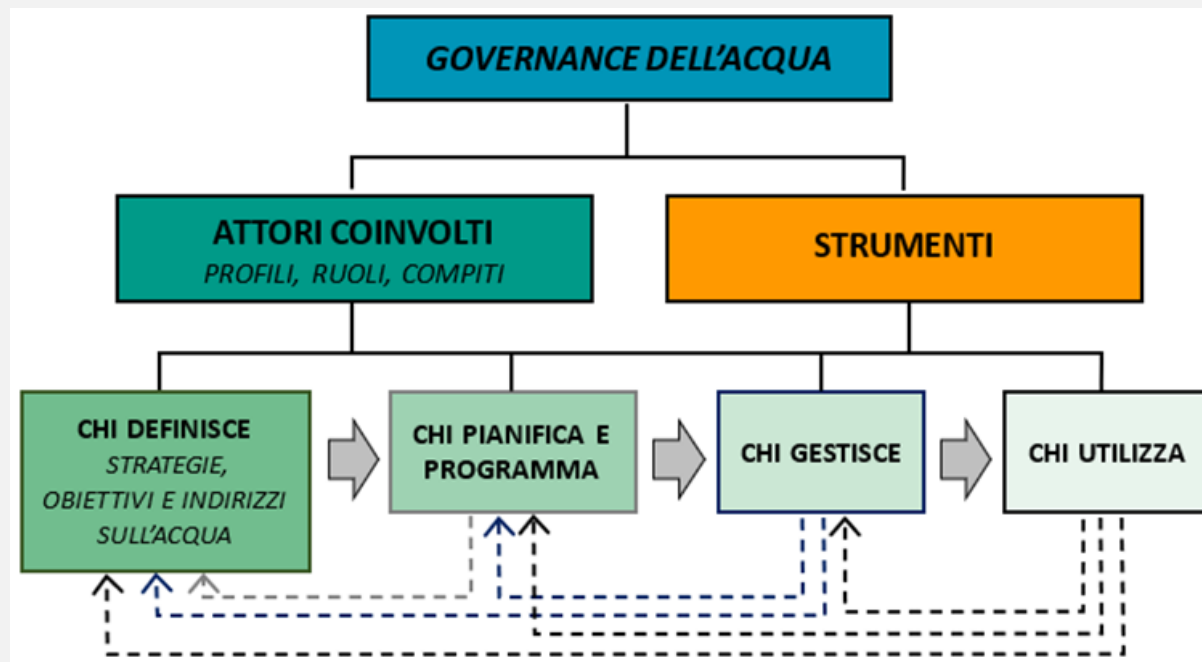 GOVERNANCE DELL'ACQUA
ATTORI COINVOLTI
PROFILI, RUOLI, COMPITI
STRUMENTI
CHI DEFINISCE
STRATEGIE,
OBIETTIVI E INDIRIZZI
SULL'ACQUA
CHI PIANIFICA E
PROGRAMMA
CHI GESTISCE
CHI UTILIZZA